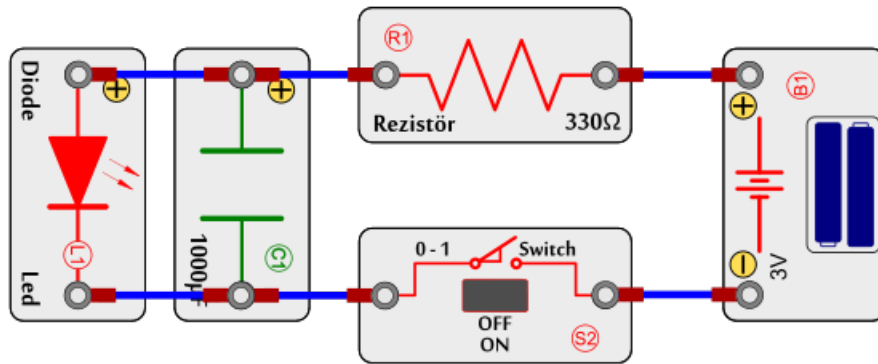 Diode
Led
L1
+
1000µF
C1
+
R1
Rezistör
330Ω
0 - 1
Switch
OFF
ON
S2
B1
+
−
3V